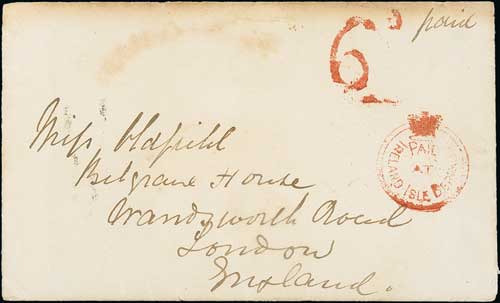 6D
paid
Miss Oldfield
Belgrave House
Wandsworth Road
London
England.
PAID
AT
IRELAND ISLE BERMUDA